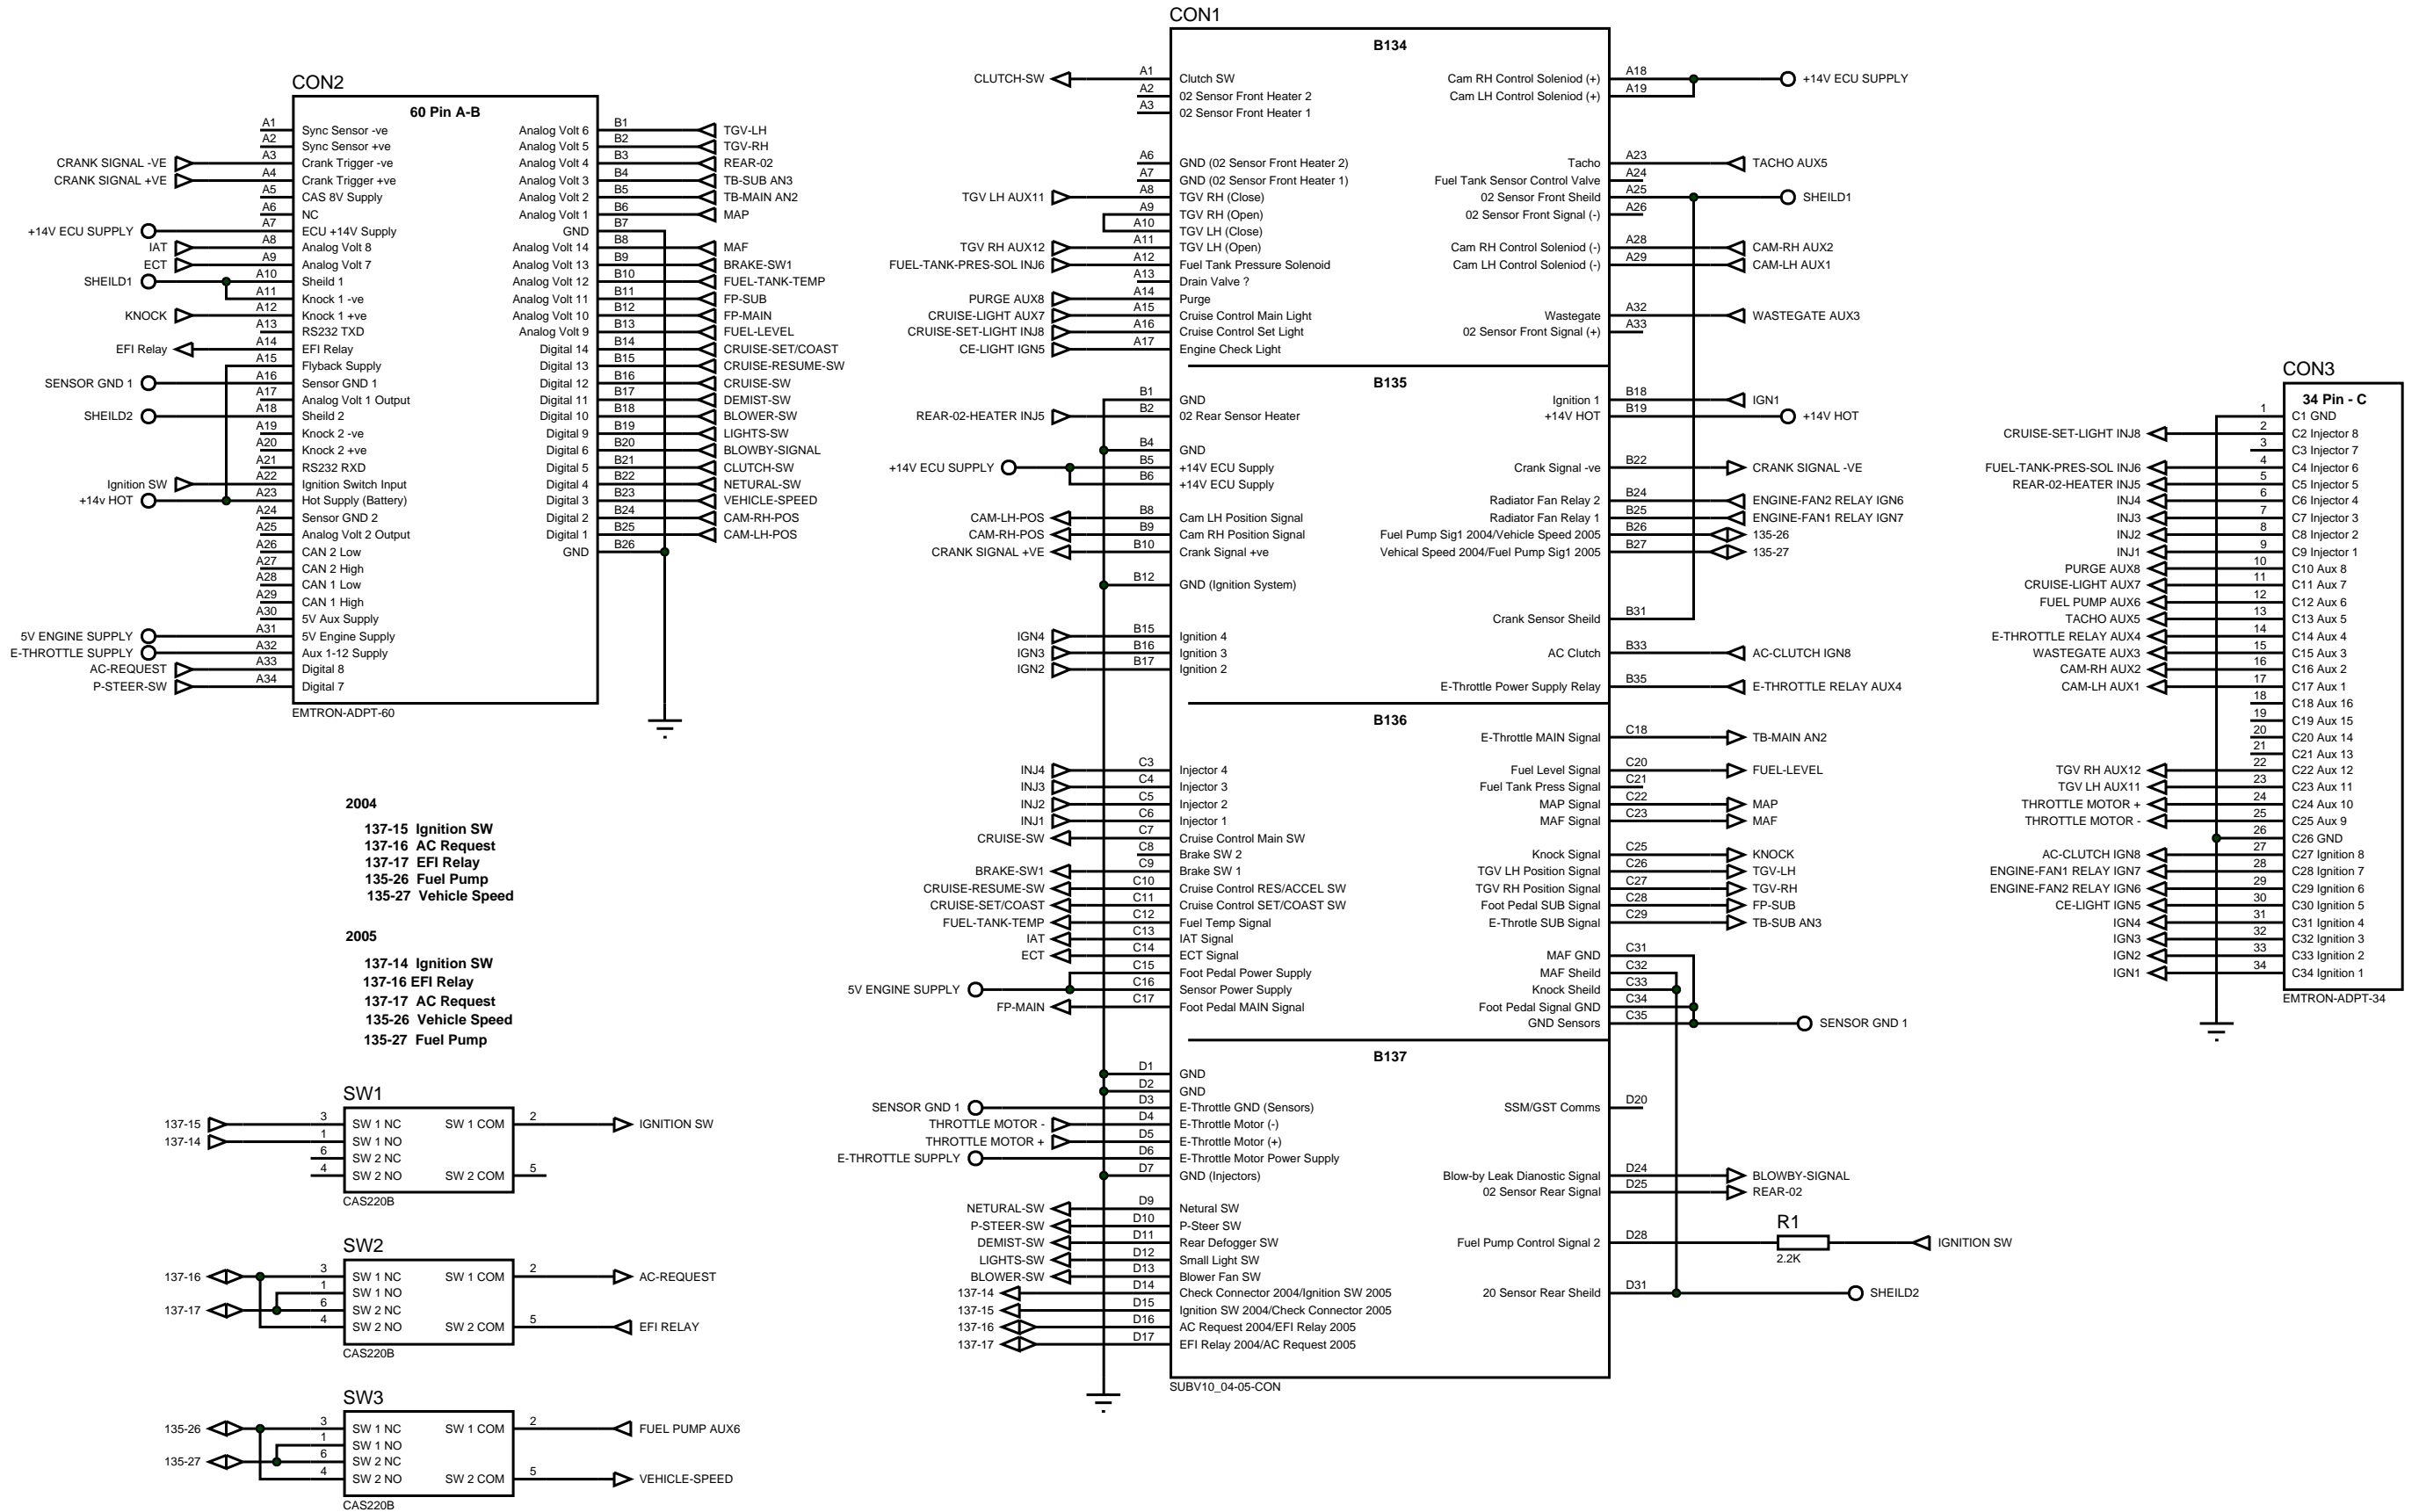 CON2
60 Pin A-B
A1 Sync Sensor -ve Analog Volt 6 B1 TGV-LH
A2 Sync Sensor +ve Analog Volt 5 B2 TGV-RH
CRANK SIGNAL -VE A3 Crank Trigger -ve Analog Volt 4 B3 REAR-02
CRANK SIGNAL +VE A4 Crank Trigger +ve Analog Volt 3 B4 TB-SUB AN3
A5 CAS 8V Supply Analog Volt 2 B5 TB-MAIN AN2
A6 NC Analog Volt 1 B6 MAP
+14V ECU SUPPLY A7 ECU +14V Supply GND B7
IAT A8 Analog Volt 8 Analog Volt 14 B8 MAF
ECT A9 Analog Volt 7 Analog Volt 13 B9 BRAKE-SW1
SHEILD1 A10 Sheild 1 Analog Volt 12 B10 FUEL-TANK-TEMP
A11 Knock 1 -ve Analog Volt 11 B11 FP-SUB
KNOCK A12 Knock 1 +ve Analog Volt 10 B12 FP-MAIN
A13 RS232 TXD Analog Volt 9 B13 FUEL-LEVEL
EFI Relay A14 EFI Relay Digital 14 B14 CRUISE-SET/COAST
A15 Flyback Supply Digital 13 B15 CRUISE-RESUME-SW
SENSOR GND 1 A16 Sensor GND 1 Digital 12 B16 CRUISE-SW
A17 Analog Volt 1 Output Digital 11 B17 DEMIST-SW
SHEILD2 A18 Sheild 2 Digital 10 B18 BLOWER-SW
A19 Knock 2 -ve Digital 9 B19 LIGHTS-SW
A20 Knock 2 +ve Digital 6 B20 BLOWBY-SIGNAL
A21 RS232 RXD Digital 5 B21 CLUTCH-SW
Ignition SW A22 Ignition Switch Input Digital 4 B22 NETURAL-SW
+14v HOT A23 Hot Supply (Battery) Digital 3 B23 VEHICLE-SPEED
A24 Sensor GND 2 Digital 2 B24 CAM-RH-POS
A25 Analog Volt 2 Output Digital 1 B25 CAM-LH-POS
A26 CAN 2 Low GND B26
A27 CAN 2 High
A28 CAN 1 Low
A29 CAN 1 High
A30 5V Aux Supply
5V ENGINE SUPPLY A31 5V Engine Supply
E-THROTTLE SUPPLY A32 Aux 1-12 Supply
AC-REQUEST A33 Digital 8
P-STEER-SW A34 Digital 7
EMTRON-ADPT-60
2004
137-15 Ignition SW
137-16 AC Request
137-17 EFI Relay
135-26 Fuel Pump
135-27 Vehicle Speed
2005
137-14 Ignition SW
137-16 EFI Relay
137-17 AC Request
135-26 Vehicle Speed
135-27 Fuel Pump
SW1
137-15 3 SW 1 NC SW 1 COM 2 IGNITION SW
137-14 1 SW 1 NO
6 SW 2 NC
4 SW 2 NO SW 2 COM 5
CAS220B
SW2
137-16 3 SW 1 NC SW 1 COM 2 AC-REQUEST
1 SW 1 NO
137-17 6 SW 2 NC
4 SW 2 NO SW 2 COM 5 EFI RELAY
CAS220B
SW3
135-26 3 SW 1 NC SW 1 COM 2 FUEL PUMP AUX6
1 SW 1 NO
135-27 6 SW 2 NC
4 SW 2 NO SW 2 COM 5 VEHICLE-SPEED
CAS220B
CON1
B134
CLUTCH-SW A1 Clutch SW Cam RH Control Soleniod (+) A18 +14V ECU SUPPLY
A2 02 Sensor Front Heater 2 Cam LH Control Soleniod (+) A19
A3 02 Sensor Front Heater 1
A6 GND (02 Sensor Front Heater 2) Tacho A23 TACHO AUX5
A7 GND (02 Sensor Front Heater 1) Fuel Tank Sensor Control Valve A24
TGV LH AUX11 A8 TGV RH (Close) 02 Sensor Front Sheild A25 SHEILD1
A9 TGV RH (Open) 02 Sensor Front Signal (-) A26
A10 TGV LH (Close)
TGV RH AUX12 A11 TGV LH (Open) Cam RH Control Soleniod (-) A28 CAM-RH AUX2
FUEL-TANK-PRES-SOL INJ6 A12 Fuel Tank Pressure Solenoid Cam LH Control Soleniod (-) A29 CAM-LH AUX1
A13 Drain Valve ?
PURGE AUX8 A14 Purge
CRUISE-LIGHT AUX7 A15 Cruise Control Main Light Wastegate A32 WASTEGATE AUX3
CRUISE-SET-LIGHT INJ8 A16 Cruise Control Set Light 02 Sensor Front Signal (+) A33
CE-LIGHT IGN5 A17 Engine Check Light
B135
B1 GND Ignition 1 B18 IGN1
REAR-02-HEATER INJ5 B2 02 Rear Sensor Heater +14V HOT B19 +14V HOT
B4 GND
+14V ECU SUPPLY B5 +14V ECU Supply Crank Signal -ve B22 CRANK SIGNAL -VE
B6 +14V ECU Supply
Radiator Fan Relay 2 B24 ENGINE-FAN2 RELAY IGN6
CAM-LH-POS B8 Cam LH Position Signal Radiator Fan Relay 1 B25 ENGINE-FAN1 RELAY IGN7
CAM-RH-POS B9 Cam RH Position Signal Fuel Pump Sig1 2004/Vehicle Speed 2005 B26 135-26
CRANK SIGNAL +VE B10 Crank Signal +ve Vehical Speed 2004/Fuel Pump Sig1 2005 B27 135-27
B12 GND (Ignition System)
Crank Sensor Sheild B31
IGN4 B15 Ignition 4
IGN3 B16 Ignition 3 AC Clutch B33 AC-CLUTCH IGN8
IGN2 B17 Ignition 2
E-Throttle Power Supply Relay B35 E-THROTTLE RELAY AUX4
B136
E-Throttle MAIN Signal C18 TB-MAIN AN2
INJ4 C3 Injector 4 Fuel Level Signal C20 FUEL-LEVEL
INJ3 C4 Injector 3 Fuel Tank Press Signal C21
INJ2 C5 Injector 2 MAP Signal C22 MAP
INJ1 C6 Injector 1 MAF Signal C23 MAF
CRUISE-SW C7 Cruise Control Main SW
C8 Brake SW 2 Knock Signal C25 KNOCK
BRAKE-SW1 C9 Brake SW 1 TGV LH Position Signal C26 TGV-LH
CRUISE-RESUME-SW C10 Cruise Control RES/ACCEL SW TGV RH Position Signal C27 TGV-RH
CRUISE-SET/COAST C11 Cruise Control SET/COAST SW Foot Pedal SUB Signal C28 FP-SUB
FUEL-TANK-TEMP C12 Fuel Temp Signal E-Throtle SUB Signal C29 TB-SUB AN3
IAT C13 IAT Signal
ECT C14 ECT Signal MAF GND C31
C15 Foot Pedal Power Supply MAF Sheild C32
5V ENGINE SUPPLY C16 Sensor Power Supply Knock Sheild C33
FP-MAIN C17 Foot Pedal MAIN Signal Foot Pedal Signal GND C34
GND Sensors C35 SENSOR GND 1
B137
D1 GND
D2 GND
SENSOR GND 1 D3 E-Throttle GND (Sensors) SSM/GST Comms D20
THROTTLE MOTOR - D4 E-Throttle Motor (-)
THROTTLE MOTOR + D5 E-Throttle Motor (+)
E-THROTTLE SUPPLY D6 E-Throttle Motor Power Supply
D7 GND (Injectors) Blow-by Leak Dianostic Signal D24 BLOWBY-SIGNAL
02 Sensor Rear Signal D25 REAR-02
NETURAL-SW D9 Netural SW
P-STEER-SW D10 P-Steer SW
R1
DEMIST-SW D11 Rear Defogger SW Fuel Pump Control Signal 2 D28 IGNITION SW
2.2K
LIGHTS-SW D12 Small Light SW
BLOWER-SW D13 Blower Fan SW
137-14 D14 Check Connector 2004/Ignition SW 2005 20 Sensor Rear Sheild D31 SHEILD2
137-15 D15 Ignition SW 2004/Check Connector 2005
137-16 D16 AC Request 2004/EFI Relay 2005
137-17 D17 EFI Relay 2004/AC Request 2005
SUBV10_04-05-CON
CON3
34 Pin - C
1 C1 GND
CRUISE-SET-LIGHT INJ8 2 C2 Injector 8
3 C3 Injector 7
FUEL-TANK-PRES-SOL INJ6 4 C4 Injector 6
REAR-02-HEATER INJ5 5 C5 Injector 5
INJ4 6 C6 Injector 4
INJ3 7 C7 Injector 3
INJ2 8 C8 Injector 2
INJ1 9 C9 Injector 1
PURGE AUX8 10 C10 Aux 8
CRUISE-LIGHT AUX7 11 C11 Aux 7
FUEL PUMP AUX6 12 C12 Aux 6
TACHO AUX5 13 C13 Aux 5
E-THROTTLE RELAY AUX4 14 C14 Aux 4
WASTEGATE AUX3 15 C15 Aux 3
CAM-RH AUX2 16 C16 Aux 2
CAM-LH AUX1 17 C17 Aux 1
18 C18 Aux 16
19 C19 Aux 15
20 C20 Aux 14
21 C21 Aux 13
TGV RH AUX12 22 C22 Aux 12
TGV LH AUX11 23 C23 Aux 11
THROTTLE MOTOR + 24 C24 Aux 10
THROTTLE MOTOR - 25 C25 Aux 9
26 C26 GND
AC-CLUTCH IGN8 27 C27 Ignition 8
ENGINE-FAN1 RELAY IGN7 28 C28 Ignition 7
ENGINE-FAN2 RELAY IGN6 29 C29 Ignition 6
CE-LIGHT IGN5 30 C30 Ignition 5
IGN4 31 C31 Ignition 4
IGN3 32 C32 Ignition 3
IGN2 33 C33 Ignition 2
IGN1 34 C34 Ignition 1
EMTRON-ADPT-34